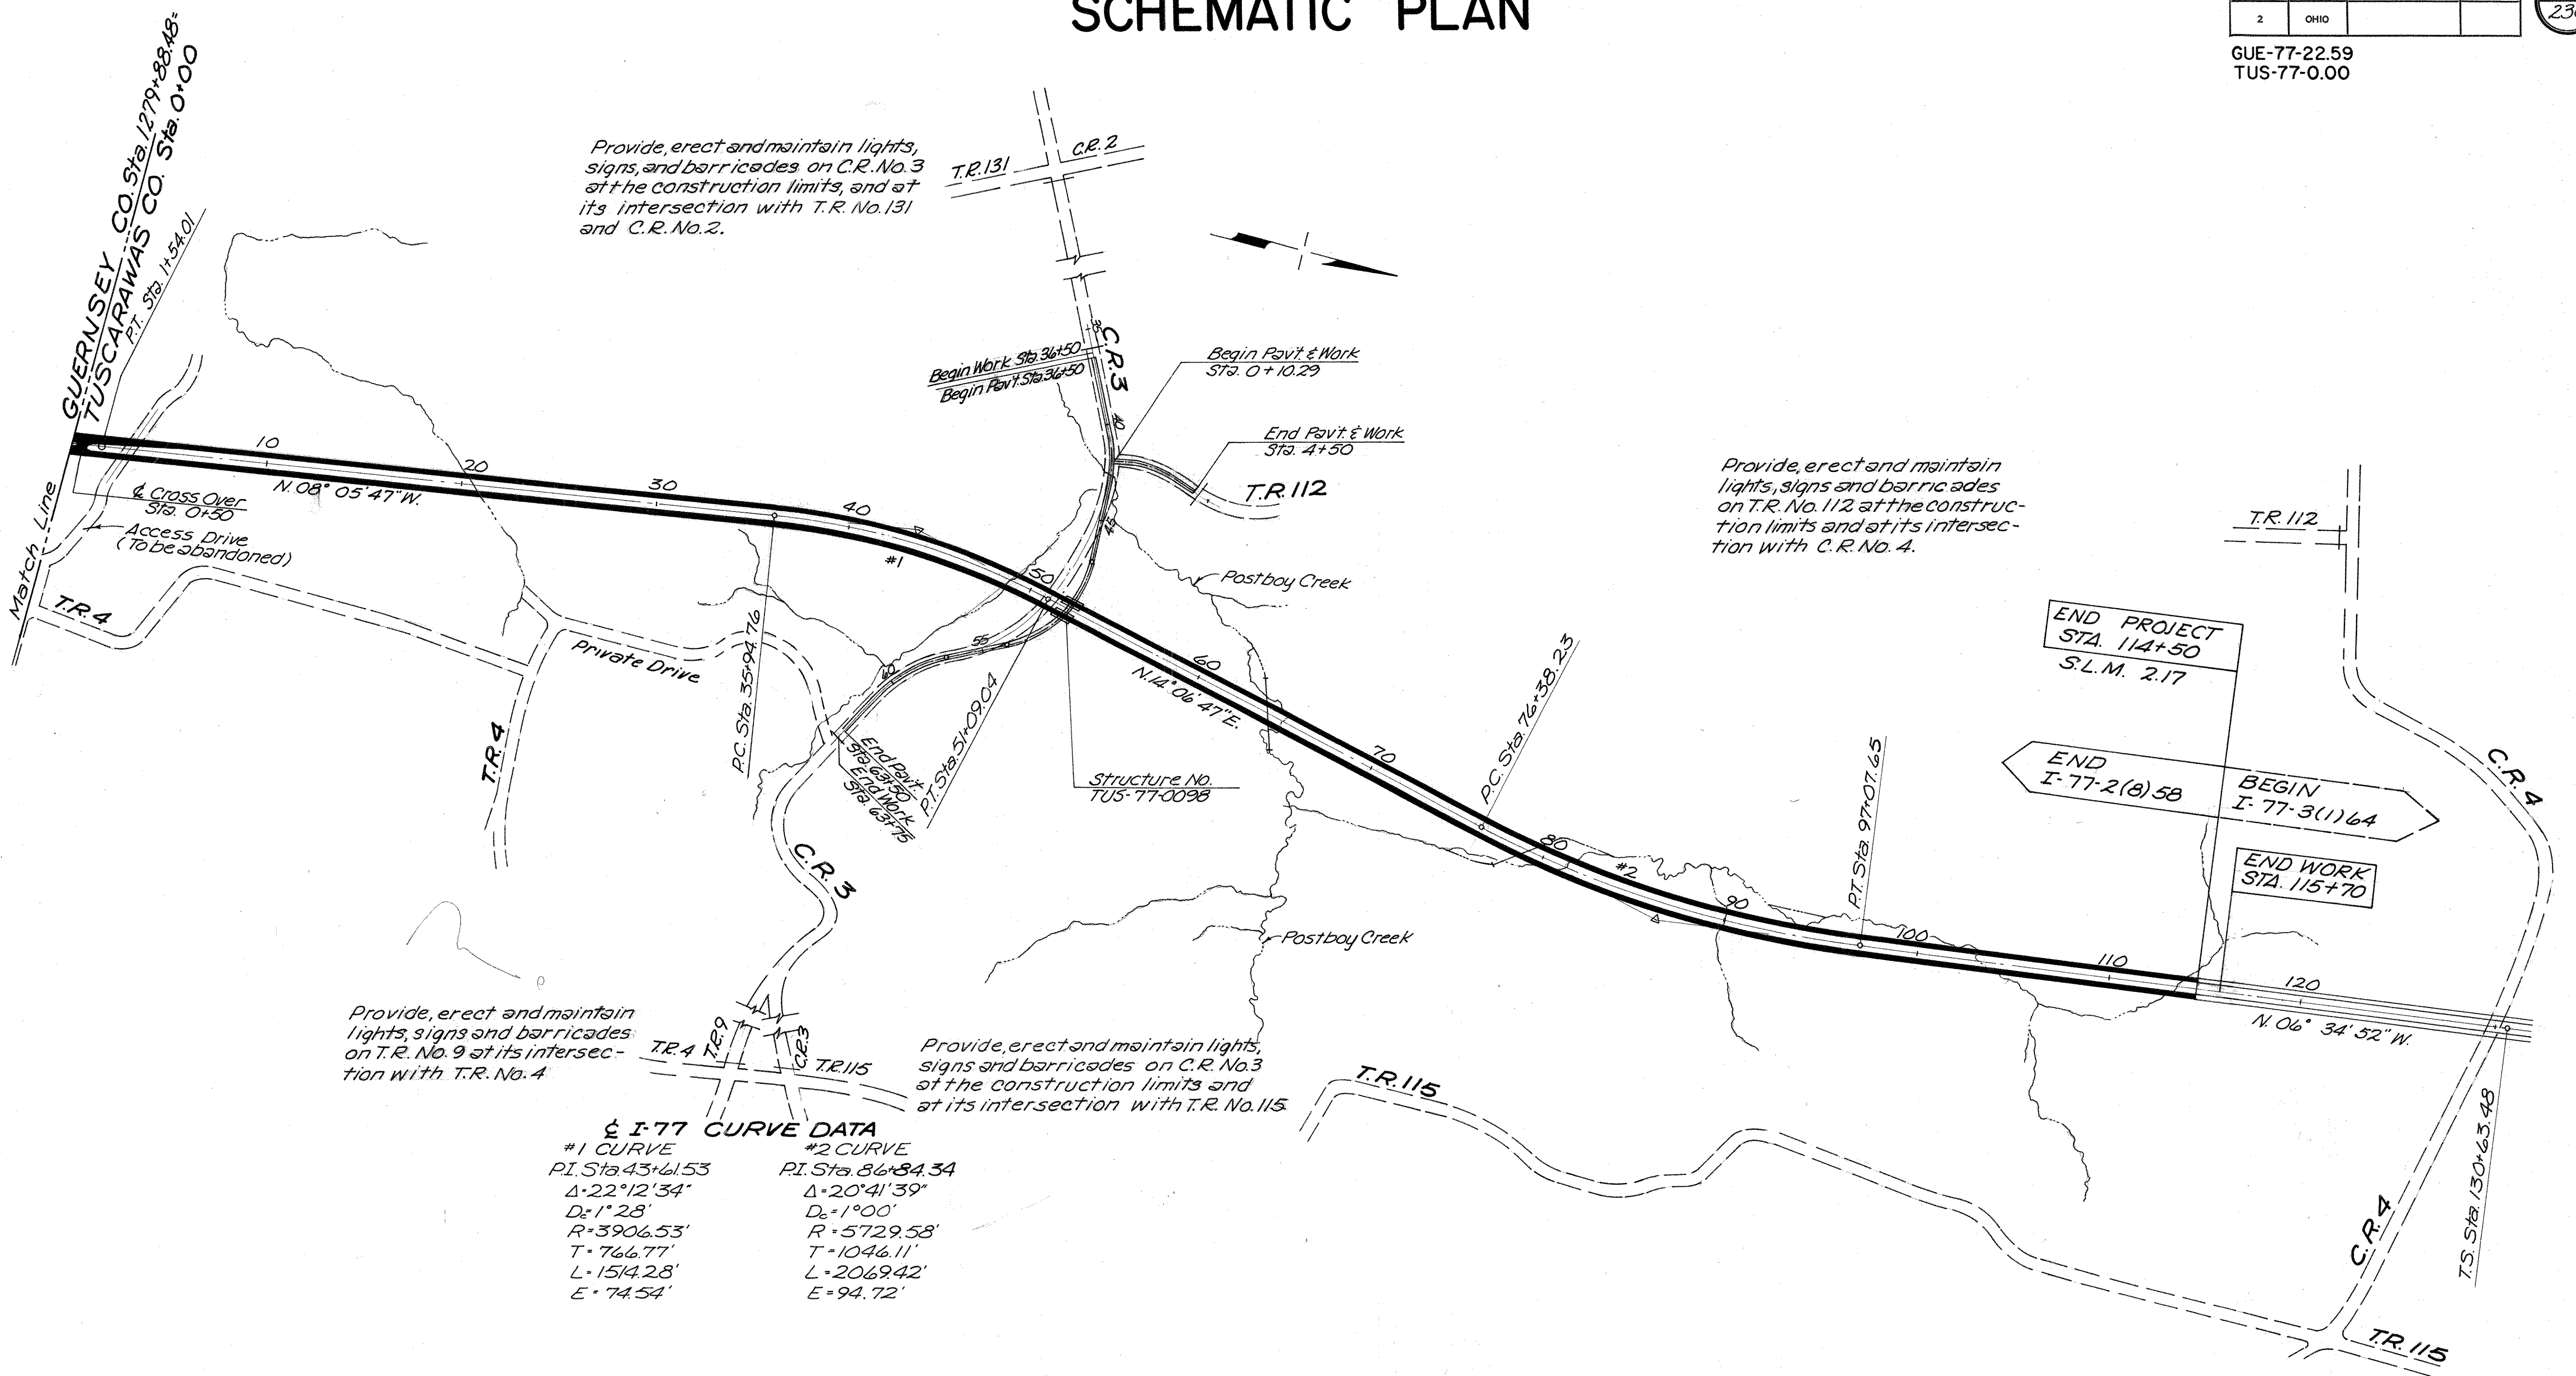 SCHEMATIC PLAN
2 OHIO
GUE-77-22.59
TUS-77-0.00
GUERNSEY CO. Sta. 1279+88.48=
TUSCARAWAS CO. Sta. 0+00
P.T. Sta. 1+54.01
Provide, erect and maintain lights,
signs, and barricades on C.R. No. 3
at the construction limits, and at
its intersection with T.R. No. 131
and C.R. No. 2.
T.R. 131
C.R. 2
35
C.R. 3
Begin Work Sta. 36+50
Begin Pav't. Sta. 36+50
Begin Pav't. & Work
Sta. 0+10.29
40
End Pav't. & Work
Sta. 4+50
T.R. 112
45
Match Line
℄ Cross Over
Sta. 0+50
Access Drive
(To be abandoned)
10
N. 08° 05' 47" W.
20
30
40
#1
50
T.R. 4
Private Drive
T.R. 4
P.C. Sta. 35+94.76
55
60
End Pav't.
Sta. 63+50
End Work
Sta. 63+75
P.T. Sta. 51+09.04
Postboy Creek
60
N. 14° 06' 47" E.
Structure No.
TUS-77-0098
70
P.C. Sta. 76+38.23
Provide, erect and maintain
lights, signs and barricades
on T.R. No. 112 at the construc-
tion limits and at its intersec-
tion with C.R. No. 4.
T.R. 112
END PROJECT
STA. 114+50
S.L.M. 2.17
END
I-77-2(8)58
BEGIN
I-77-3(1)64
END WORK
STA. 115+70
C.R. 4
80
#2
90
P.T. Sta. 97+07.65
100
110
120
N. 06° 34' 52" W.
Postboy Creek
C.R. 3
Provide, erect and maintain
lights, signs and barricades
on T.R. No. 9 at its intersec-
tion with T.R. No. 4
T.R. 4
T.R. 9
C.R. 3
T.R. 115
Provide, erect and maintain lights,
signs and barricades on C.R. No. 3
at the construction limits and
at its intersection with T.R. No. 115
T.R. 115
C.R. 4
T.S. Sta. 130+63.48
T.R. 115
℄ I-77 CURVE DATA
#1 CURVE
P.I. Sta. 43+61.53
Δ=22°12'34"
Dc=1°28'
R=3906.53'
T=766.77'
L=1514.28'
E=74.54'
#2 CURVE
P.I. Sta. 86+84.34
Δ=20°41'39"
Dc=1°00'
R=5729.58'
T=1046.11'
L=2069.42'
E=94.72'